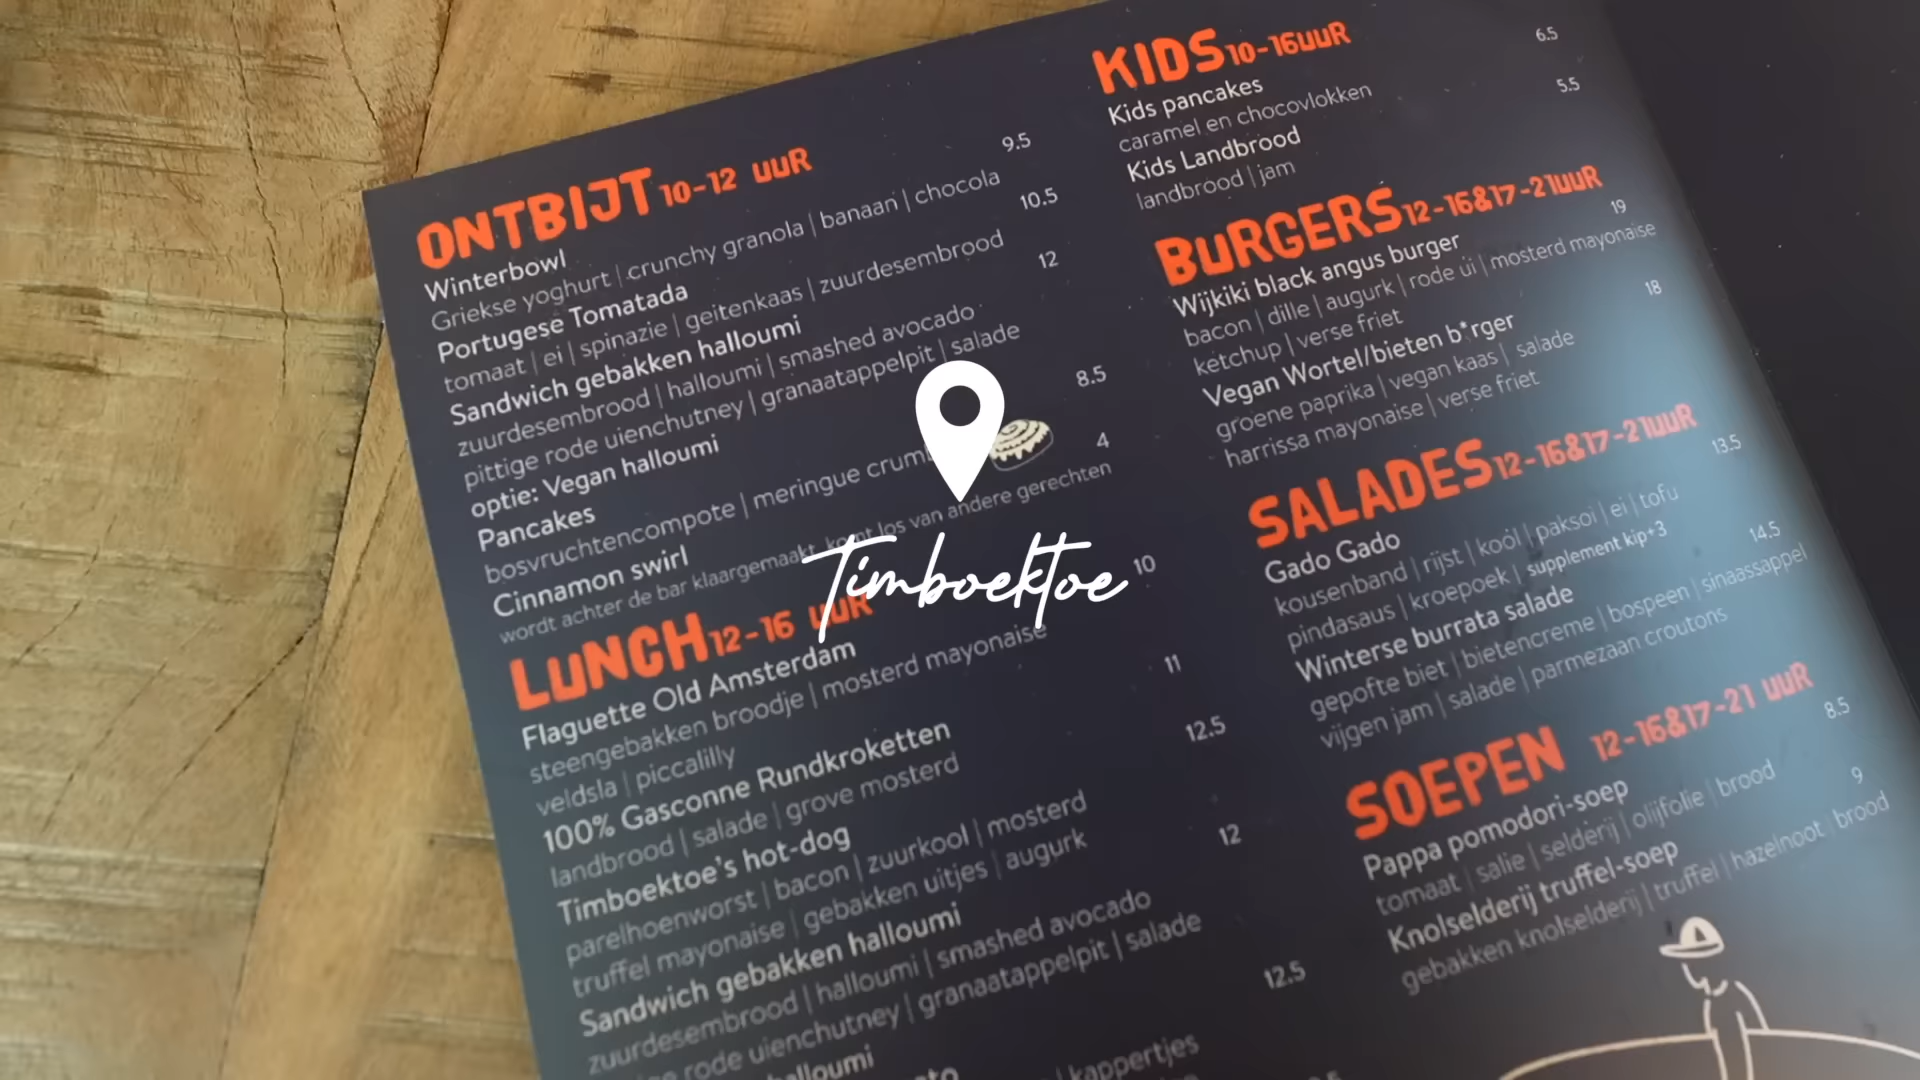 ONTBIJT 10-12 uuR
9.5
Winterbowl
Griekse yoghurt | crunchy granola | banaan | chocola
10.5
Portugese Tomatada
tomaat | ei | spinazie | geitenkaas | zuurdesembrood
12
Sandwich gebakken halloumi
zuurdesembrood | halloumi | smashed avocado
pittige rode uienchutney | granaatappelpit | salade
optie: Vegan halloumi
8.5
Pancakes
bosvruchtencompote | meringue
4
Cinnamon swirl
wordt achter de bar klaargemaakt, komt los van andere gerechten
LuNCH 12-16 uuR
10
Flaguette Old Amsterdam
steengebakken broodje | mosterd mayonaise
veldsla | piccalilly
11
100% Gasconne Rundkroketten
landbrood | salade | grove mosterd
12.5
Timboektoe's hot-dog
parelhoenworst | bacon | zuurkool | mosterd
truffel mayonaise | gebakken uitjes | augurk
12
Sandwich gebakken halloumi
zuurdesembrood | halloumi | smashed avocado
rode uienchutney | granaatappelpit | salade
halloumi
12.5
kappertjes
KIDS 10-16uuR
6.5
Kids pancakes
caramel en chocovlokken
5.5
Kids Landbrood
landbrood | jam
BuRGERS 12-16&17-21uuR
19
Wijkiki black angus burger
bacon | dille | augurk | rode ui | mosterd mayonaise
ketchup | verse friet
18
Vegan Wortel/bieten b*rger
groene paprika | vegan kaas | salade
harrissa mayonaise | verse friet
SALADES 12-16&17-21uuR
13.5
Gado Gado
kousenband | rijst | kool | paksoi | ei | tofu
pindasaus | kroepoek | supplement kip+3
14.5
Winterse burrata salade
gepofte biet | bietencreme | bospeen | sinaassappel
vijgen jam | salade | parmezaan croutons
SOEPEN 12-16&17-21 uuR
8.5
Pappa pomodori-soep
tomaat | salie | selderij | olijfolie | brood
9
Knolselderij truffel-soep
gebakken knolselderij | truffel | hazelnoot | brood
Timboektoe